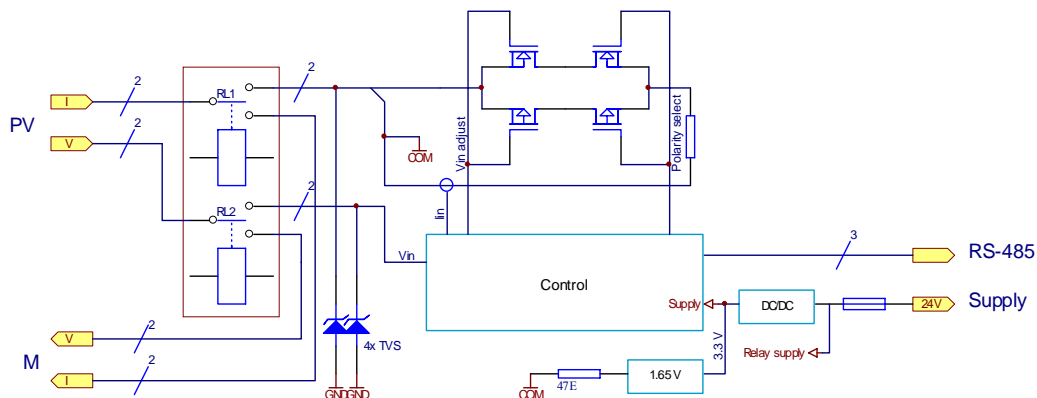 2
2
I
RL1
PV
2
V
COM
Vin adjust
Polarity select
2
RL2
Iin
Vin
Control
3
RS-485
Supply
DC/DC
24V
Supply
2
V
4x TVS
3.3 V
Relay supply
M
2
I
GND
GND
COM
47E
1.65 V